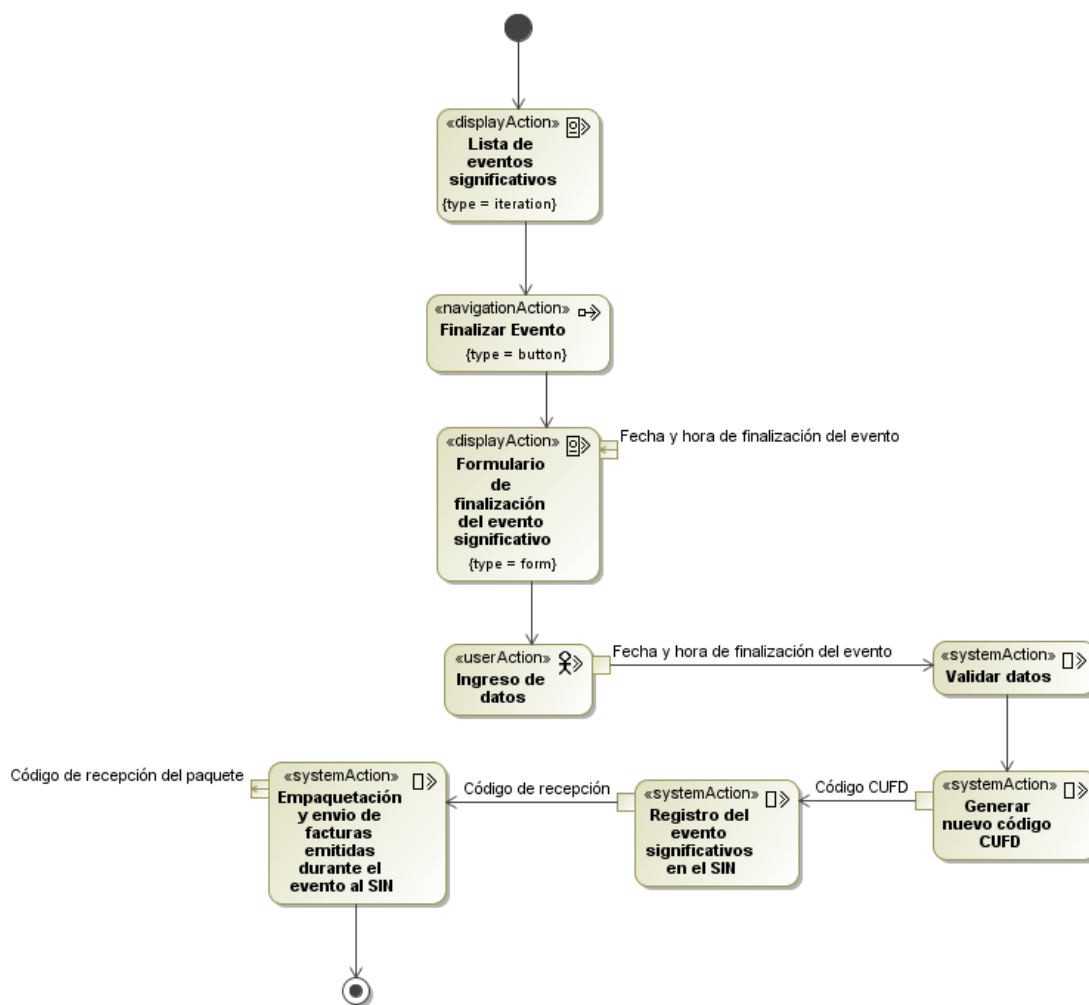 «displayAction»
Lista de
eventos
significativos
{type = iteration}
«navigationAction»
Finalizar Evento
{type = button}
«displayAction»
Formulario
de
finalización
del evento
significativo
{type = form}
Fecha y hora de finalización del evento
«userAction»
Ingreso de
datos
Fecha y hora de finalización del evento
«systemAction»
Validar datos
«systemAction»
Generar
nuevo código
CUFD
Código CUFD
«systemAction»
Registro del
evento
significativos
en el SIN
Código de recepción
«systemAction»
Empaquetación
y envio de
facturas
emitidas
durante el
evento al SIN
Código de recepción del paquete